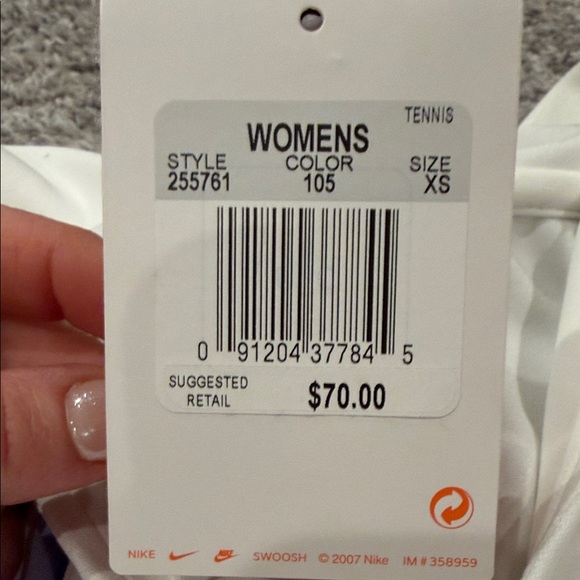 TENNIS
WOMENS
STYLE COLOR SIZE
255761 105 XS
0 91204 37784 5
SUGGESTED
RETAIL $70.00
NIKE NIKE SWOOSH © 2007 Nike IM # 358959